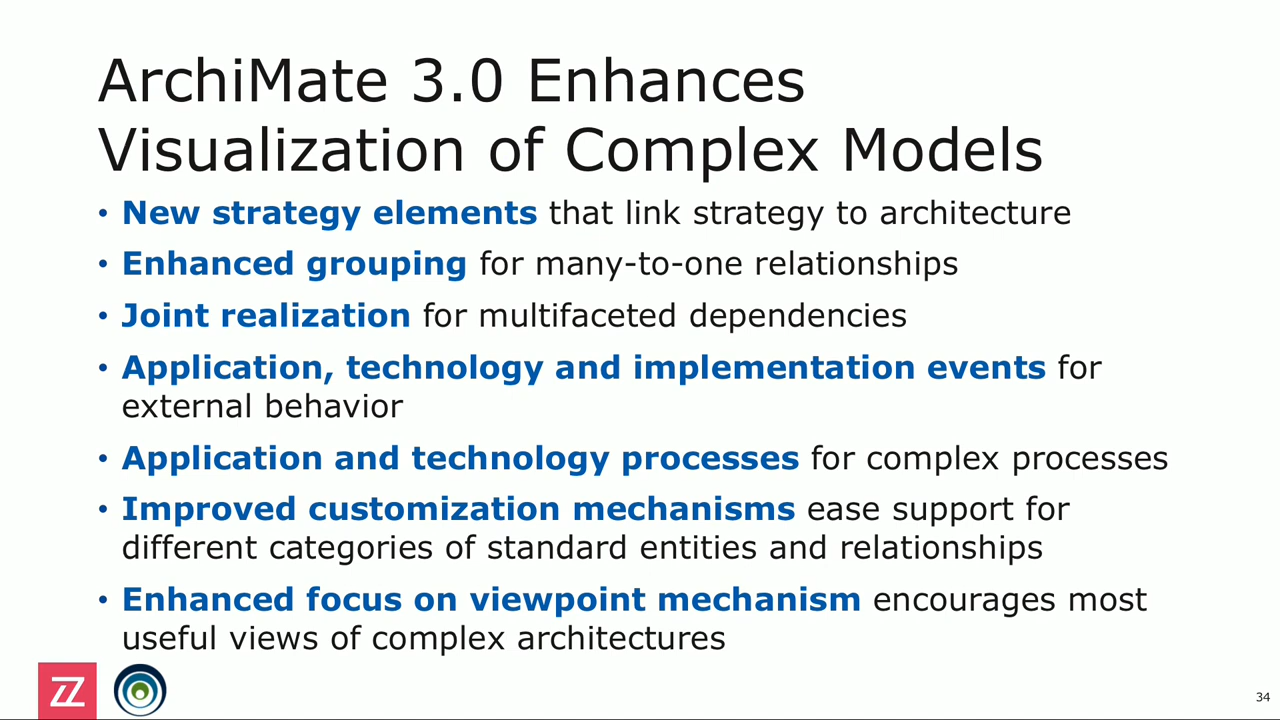 ArchiMate 3.0 Enhances
Visualization of Complex Models
• New strategy elements that link strategy to architecture
• Enhanced grouping for many-to-one relationships
• Joint realization for multifaceted dependencies
• Application, technology and implementation events for
external behavior
• Application and technology processes for complex processes
• Improved customization mechanisms ease support for
different categories of standard entities and relationships
• Enhanced focus on viewpoint mechanism encourages most
useful views of complex architectures
34